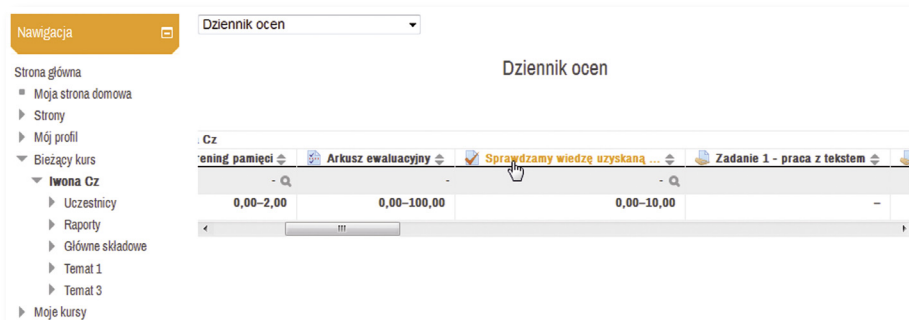 Nawigacja
Dziennik ocen
Dziennik ocen
Strona główna
Moja strona domowa
Strony
Mój profil
Bieżący kurs
Iwona Cz
Uczestnicy
Raporty
Główne składowe
Temat 1
Temat 3
Moje kursy
Cz
ening pamięci Arkusz ewaluacyjny Sprawdzamy wiedzę uzyskaną ... Zadanie 1 - praca z tekstem
- - -
0,00–2,00 0,00–100,00 0,00–10,00 –